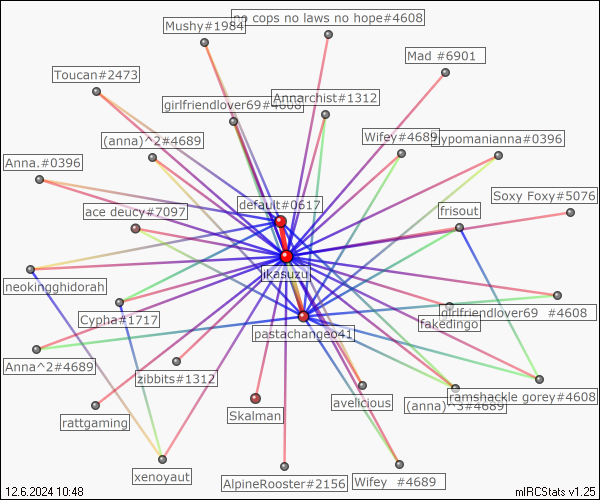 no cops no laws no hope#4608
Mushy#1984
Mad #6901
Toucan#2473
Annarchist#1312
girlfriendlover69#4608
Wifey#4689
hypomanianna#0396
(anna)^2#4689
Anna.#0396
Soxy Foxy#5076
default#0617
ace deucy#7097
frisout
ikasuzu
neokingghidorah
girlfriendlover69 #4608
Cypha#1717
fakedingo
pastachangeo41
Anna^2#4689
zibbits#1312
ramshackle gorey#4608
avelicious
(anna)^3#4689
Skalman
rattgaming
xenoyaut
AlpineRooster#2156
Wifey #4689
12.6.2024 10:48
mIRCStats v1.25